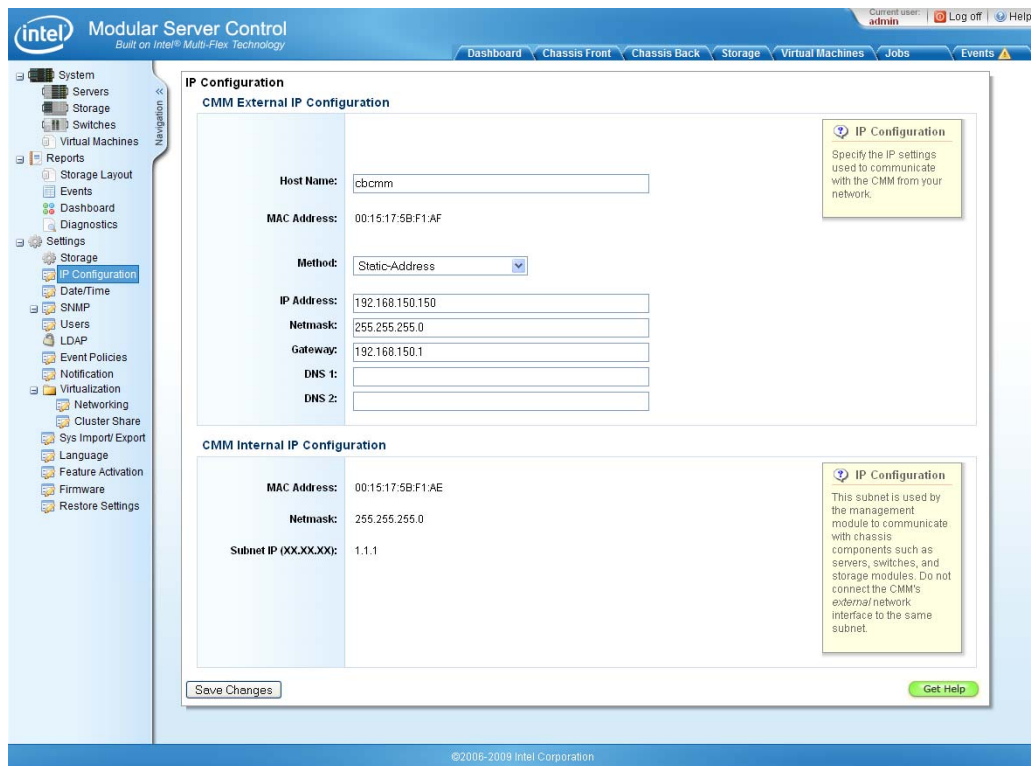 intel
Modular Server Control
Built on Intel® Multi-Flex Technology
Current user:
admin
Log off
Help
Dashboard
Chassis Front
Chassis Back
Storage
Virtual Machines
Jobs
Events
System
Servers
Storage
Switches
Virtual Machines
Reports
Storage Layout
Events
Dashboard
Diagnostics
Settings
Storage
IP Configuration
Date/Time
SNMP
Users
LDAP
Event Policies
Notification
Virtualization
Networking
Cluster Share
Sys Import/ Export
Language
Feature Activation
Firmware
Restore Settings
«
Navigation
IP Configuration
CMM External IP Configuration
Host Name: cbcmm
MAC Address: 00:15:17:5B:F1:AF
Method: Static-Address
IP Address: 192.168.150.150
Netmask: 255.255.255.0
Gateway: 192.168.150.1
DNS 1:
DNS 2:
? IP Configuration
Specify the IP settings
used to communicate
with the CMM from your
network.
CMM Internal IP Configuration
MAC Address: 00:15:17:5B:F1:AE
Netmask: 255.255.255.0
Subnet IP (XX.XX.XX): 1.1.1
? IP Configuration
This subnet is used by
the management
module to communicate
with chassis
components such as
servers, switches, and
storage modules. Do not
connect the CMM's
external network
interface to the same
subnet.
Save Changes
Get Help
©2006-2009 Intel Corporation